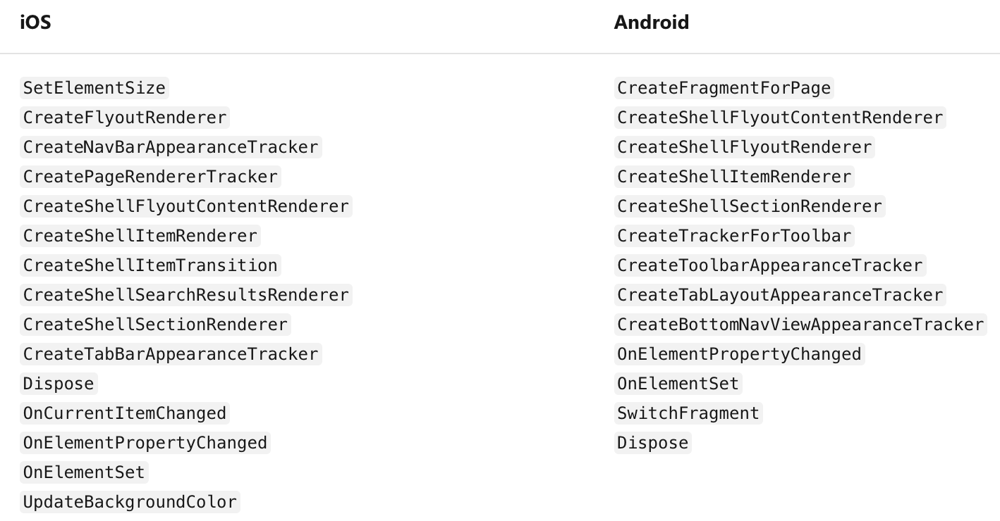 iOS
Android
SetElementSize
CreateFlyoutRenderer
CreateNavBarAppearanceTracker
CreatePageRendererTracker
CreateShellFlyoutContentRenderer
CreateShellItemRenderer
CreateShellItemTransition
CreateShellSearchResultsRenderer
CreateShellSectionRenderer
CreateTabBarAppearanceTracker
Dispose
OnCurrentItemChanged
OnElementPropertyChanged
OnElementSet
UpdateBackgroundColor
CreateFragmentForPage
CreateShellFlyoutContentRenderer
CreateShellFlyoutRenderer
CreateShellItemRenderer
CreateShellSectionRenderer
CreateTrackerForToolbar
CreateToolbarAppearanceTracker
CreateTabLayoutAppearanceTracker
CreateBottomNavViewAppearanceTracker
OnElementPropertyChanged
OnElementSet
SwitchFragment
Dispose